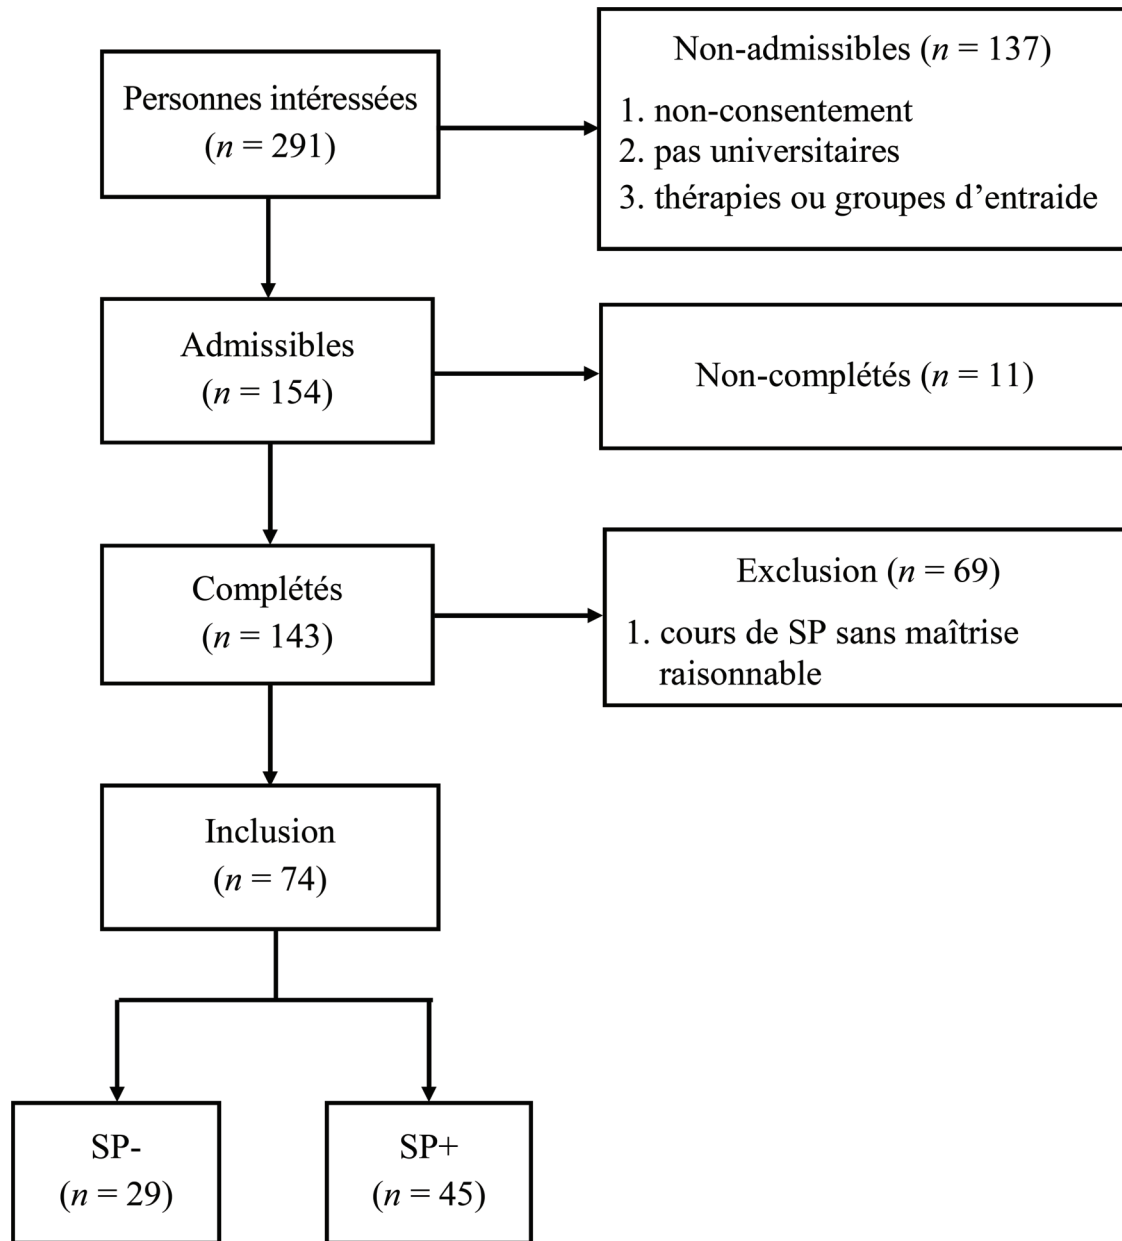 Personnes intéressées
(n = 291)
Non-admissibles (n = 137)
1. non-consentement
2. pas universitaires
3. thérapies ou groupes d’entraide
Admissibles
(n = 154)
Non-complétés (n = 11)
Complétés
(n = 143)
Exclusion (n = 69)
1. cours de SP sans maîtrise
raisonnable
Inclusion
(n = 74)
SP-
(n = 29)
SP+
(n = 45)